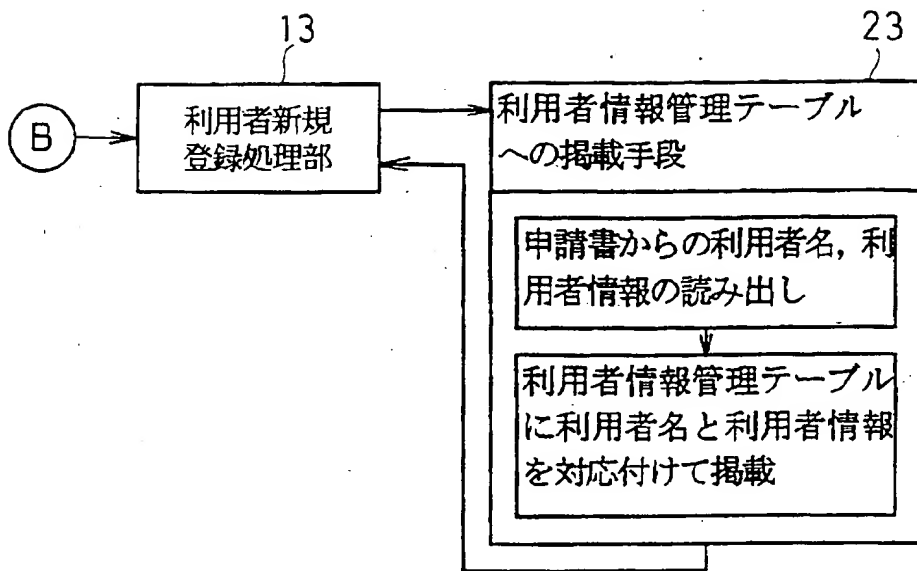 13
23
B
利用者新規
登録処理部
利用者情報管理テーブル
への掲載手段
申請書からの利用者名，利
用者情報の読み出し
利用者情報管理テーブル
に利用者名と利用者情報
を対応付けて掲載